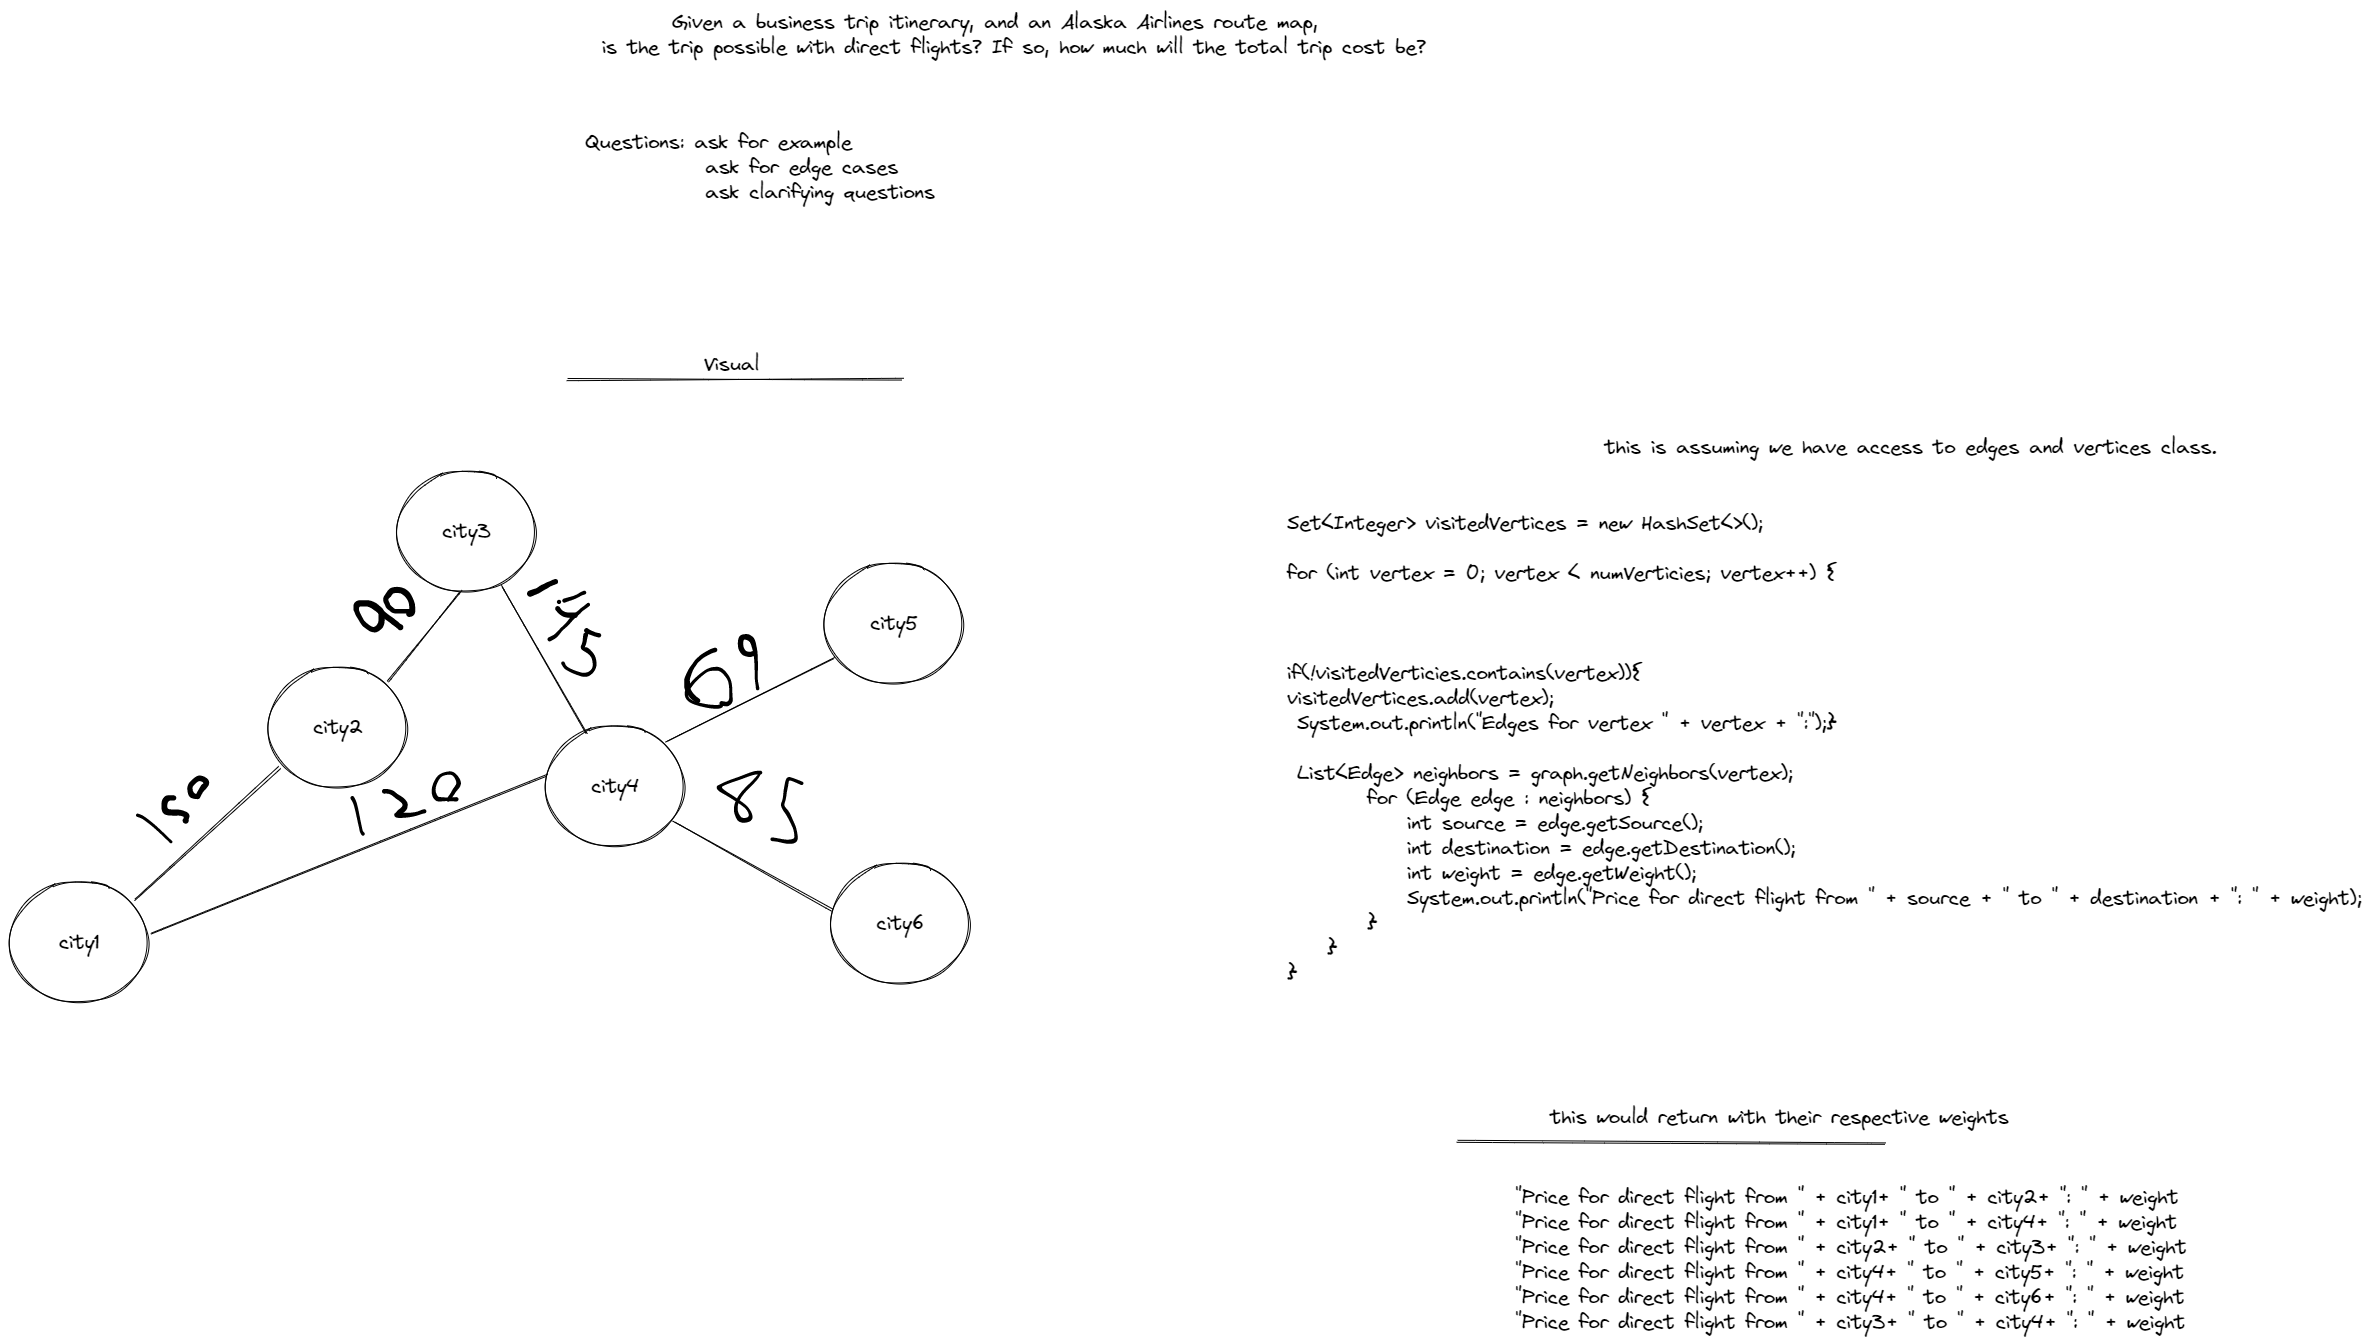 Given a business trip itinerary, and an Alaska Airlines route map,
is the trip possible with direct flights? If so, how much will the total trip cost be?
Questions: ask for example
ask for edge cases
ask clarifying questions
Visual
city3
90
145
city5
69
city2
city4
85
150
120
city1
city6
this is assuming we have access to edges and vertices class.
Set<Integer> visitedVertices = new HashSet<>();
for (int vertex = 0; vertex < numVerticies; vertex++) {
if(!visitedVerticies.contains(vertex)){
visitedVertices.add(vertex);
System.out.println("Edges for vertex " + vertex + ":");}
List<Edge> neighbors = graph.getNeighbors(vertex);
for (Edge edge : neighbors) {
int source = edge.getSource();
int destination = edge.getDestination();
int weight = edge.getWeight();
System.out.println("Price for direct flight from " + source + " to " + destination + ": " + weight);
}
}
}
this would return with their respective weights
"Price for direct flight from " + city1+ " to " + city2+ ": " + weight
"Price for direct flight from " + city1+ " to " + city4+ ": " + weight
"Price for direct flight from " + city2+ " to " + city3+ ": " + weight
"Price for direct flight from " + city4+ " to " + city5+ ": " + weight
"Price for direct flight from " + city4+ " to " + city6+ ": " + weight
"Price for direct flight from " + city3+ " to " + city4+ ": " + weight